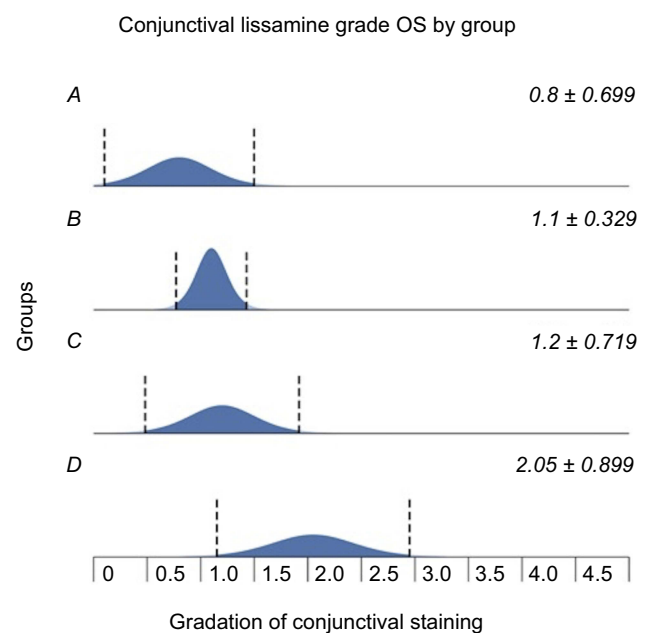 Conjunctival lissamine grade OS by group
A 0.8 ± 0.699
B 1.1 ± 0.329
Groups
C 1.2 ± 0.719
D 2.05 ± 0.899
0 0.5 1.0 1.5 2.0 2.5 3.0 3.5 4.0 4.5
Gradation of conjunctival staining